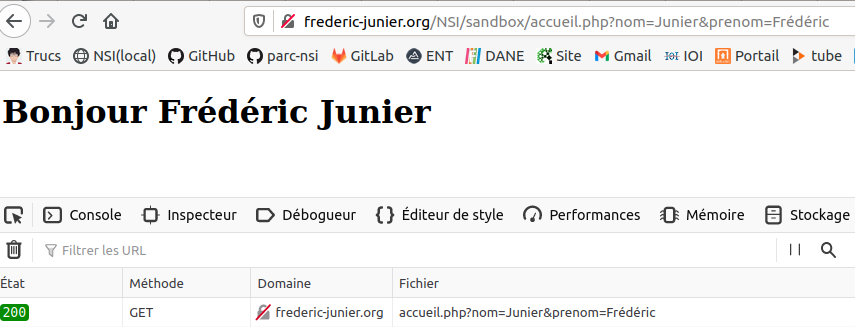 frederic-junier.org/NSI/sandbox/accueil.php?nom=Junier&prenom=Frédéric
Trucs NSI(local) GitHub parc-nsi GitLab ENT DANE Site Gmail IOI Portail tube
Bonjour Frédéric Junier
Console Inspecteur Débogueur Éditeur de style Performances Mémoire Stockage
Filtrer les URL
État Méthode Domaine Fichier
200 GET frederic-junier.org accueil.php?nom=Junier&prenom=Frédéric